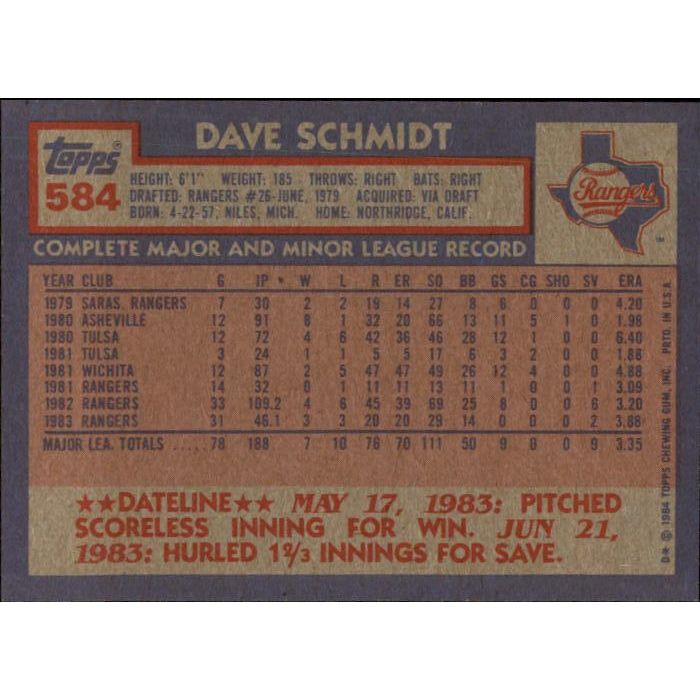 DAVE SCHMIDT
topps
584
HEIGHT: 6'1" WEIGHT: 185 THROWS: RIGHT BATS: RIGHT
DRAFTED: RANGERS #26-JUNE, 1979 ACQUIRED: VIA DRAFT
BORN: 4-22-57, NILES, MICH. HOME: NORTHRIDGE, CALIF.
Rangers
TM
COMPLETE MAJOR AND MINOR LEAGUE RECORD
YEAR CLUB G IP * W L R ER SO BB GS CG SHO SV ERA
1979 SARAS. RANGERS 7 30 2 2 19 14 27 8 6 0 0 0 4.20
1980 ASHEVILLE 12 91 8 1 32 20 66 13 11 5 1 0 1.98
1980 TULSA 12 72 4 6 42 36 46 28 11 4 0 0 6.40
1981 TULSA 3 24 1 1 5 5 17 6 3 2 0 0 1.88
1981 WICHITA 12 87 2 5 47 47 49 26 12 4 0 0 4.88
1981 RANGERS 14 32 0 1 11 11 13 11 1 0 0 1 3.09
1982 RANGERS 33 109.2 4 6 45 39 69 25 8 0 0 6 3.20
1983 RANGERS 31 46.1 3 3 20 20 29 14 0 0 0 2 3.88
MAJOR LEA. TOTALS ..... 78 188 7 10 76 70 111 50 9 0 0 9 3.35
★★DATELINE★★ MAY 17, 1983: PITCHED
SCORELESS INNING FOR WIN. JUN 21,
1983: HURLED 1⅔ INNINGS FOR SAVE.
D* © 1984 TOPPS CHEWING GUM, INC. PRTD. IN U.S.A.